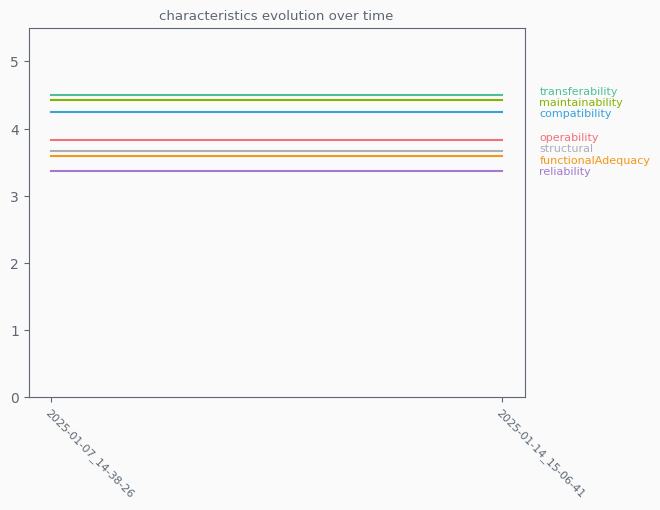 characteristics evolution over time
5
4
3
2
1
0
transferability
maintainability
compatibility
operability
structural
functionalAdequacy
reliability
2025-01-07_14-38-26
2025-01-14_15-06-41